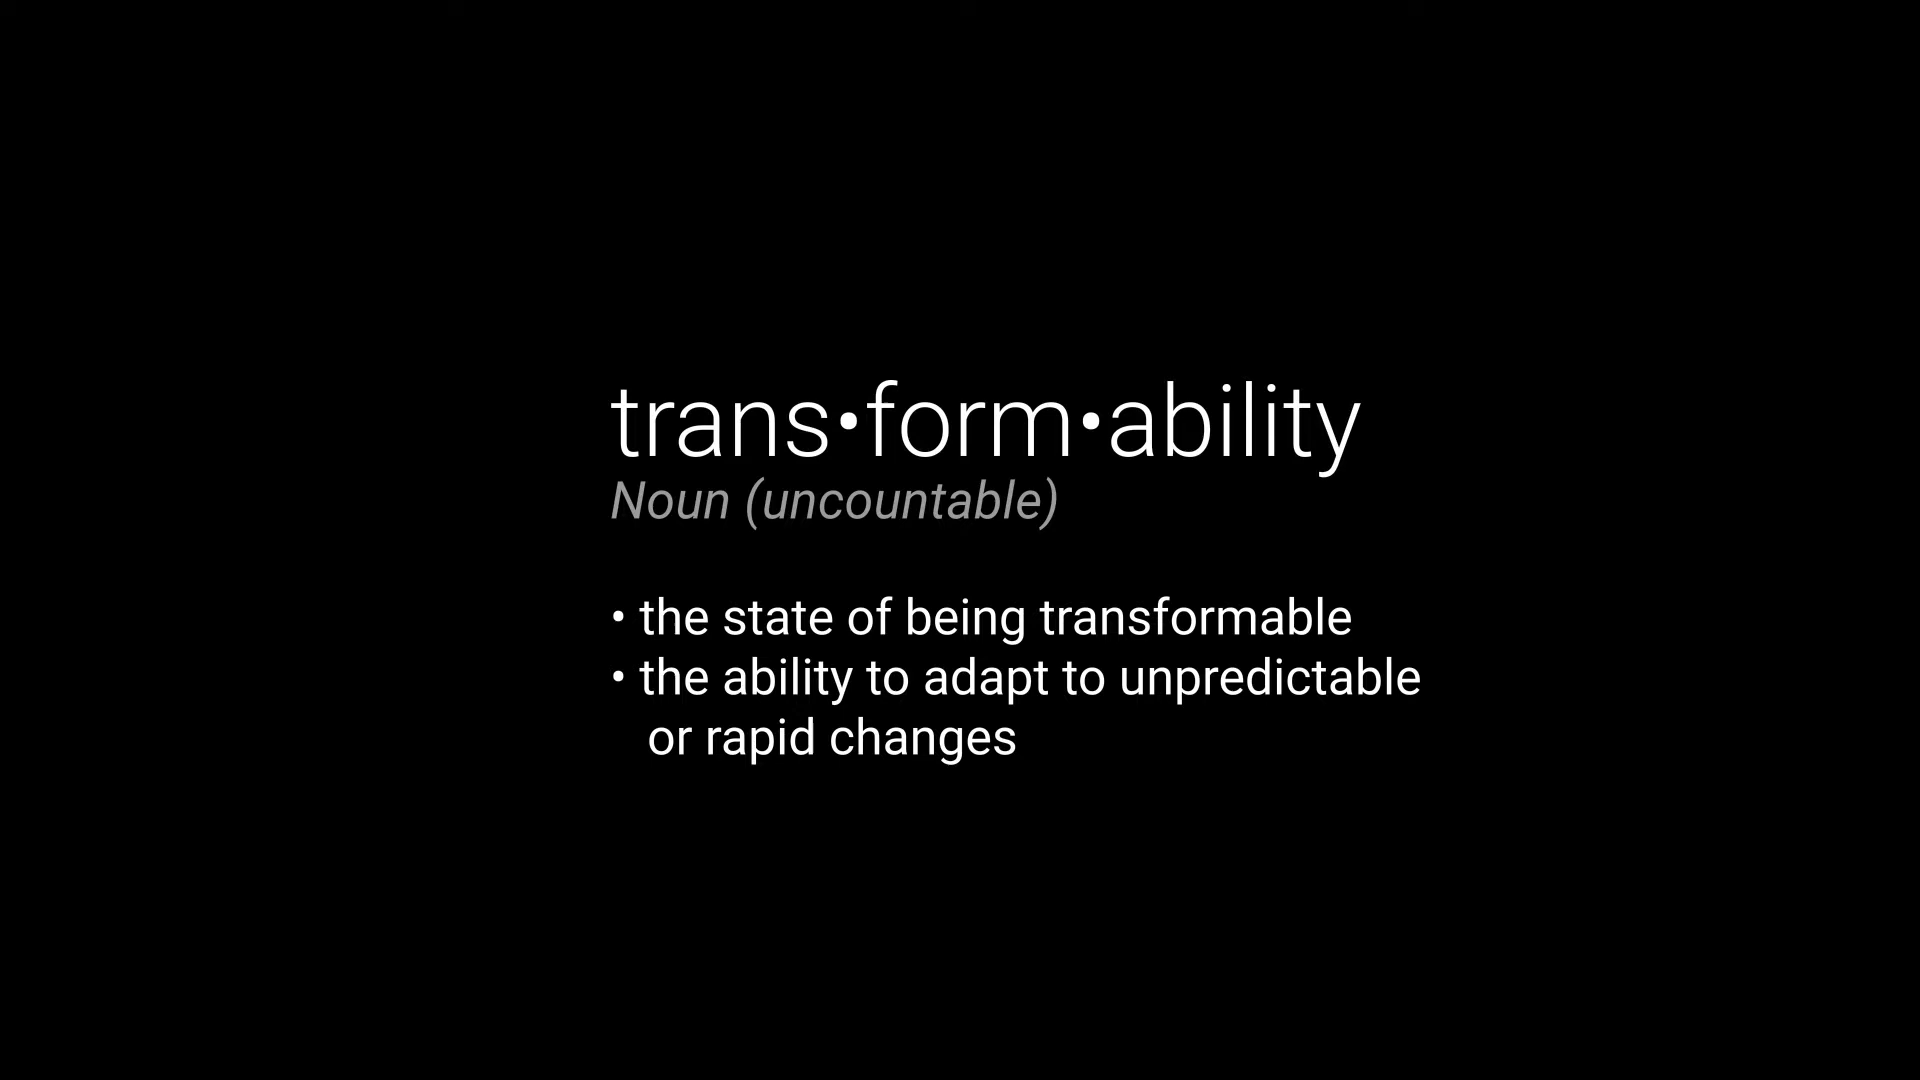 trans•form•ability
Noun (uncountable)
• the state of being transformable
• the ability to adapt to unpredictable
or rapid changes